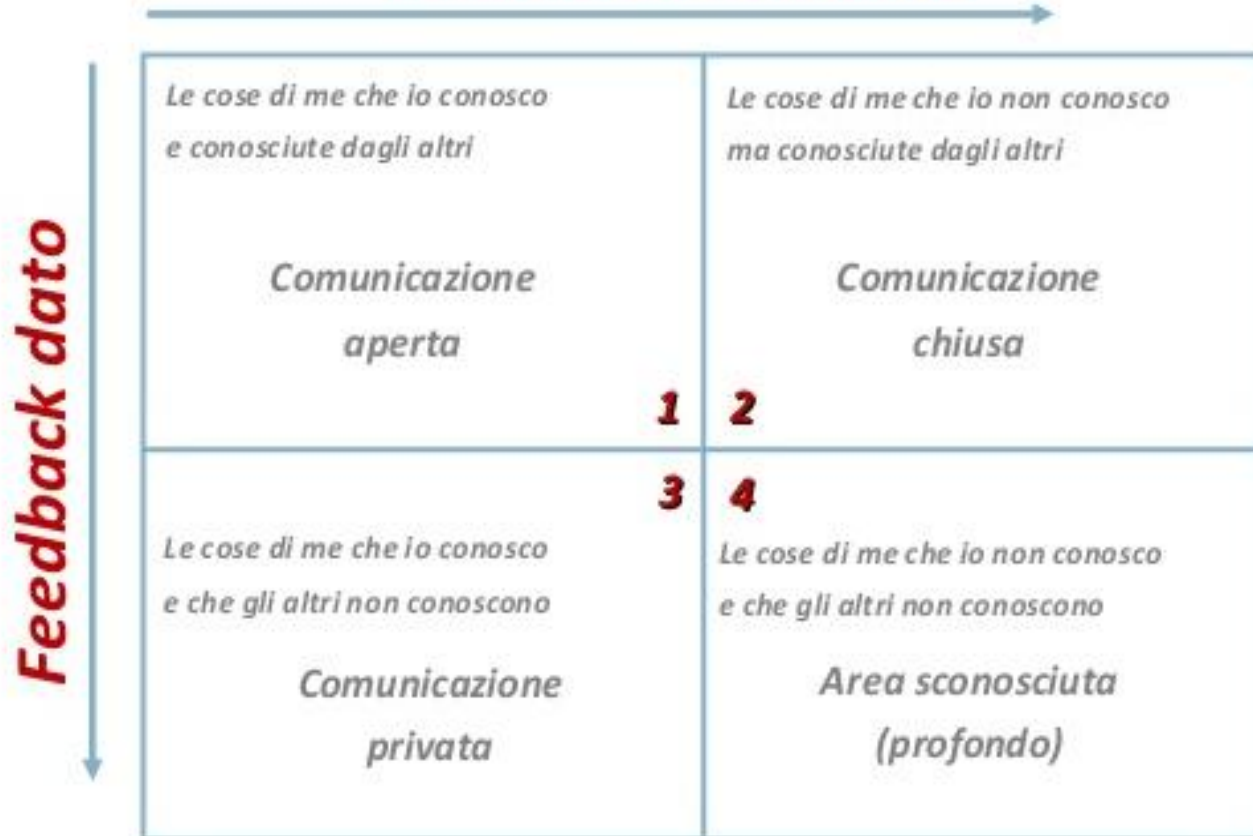 Le cose di me che io conosco
e conosciute dagli altri
Comunicazione
aperta
1
Le cose di me che io non conosco
ma conosciute dagli altri
Comunicazione
chiusa
2
Feedback dato
3
Le cose di me che io conosco
e che gli altri non conoscono
Comunicazione
privata
4
Le cose di me che io non conosco
e che gli altri non conoscono
Area sconosciuta
(profondo)